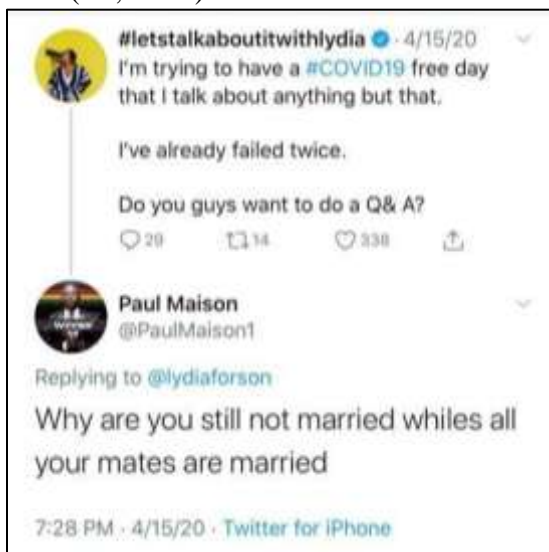 #letstalkaboutitwithlydia · 4/15/20
I'm trying to have a #COVID19 free day
that I talk about anything but that.
I've already failed twice.
Do you guys want to do a Q& A?
29 14 338
Paul Maison
@PaulMaison1
Replying to @lydiaforson
Why are you still not married whiles all
your mates are married
7:28 PM · 4/15/20 · Twitter for iPhone